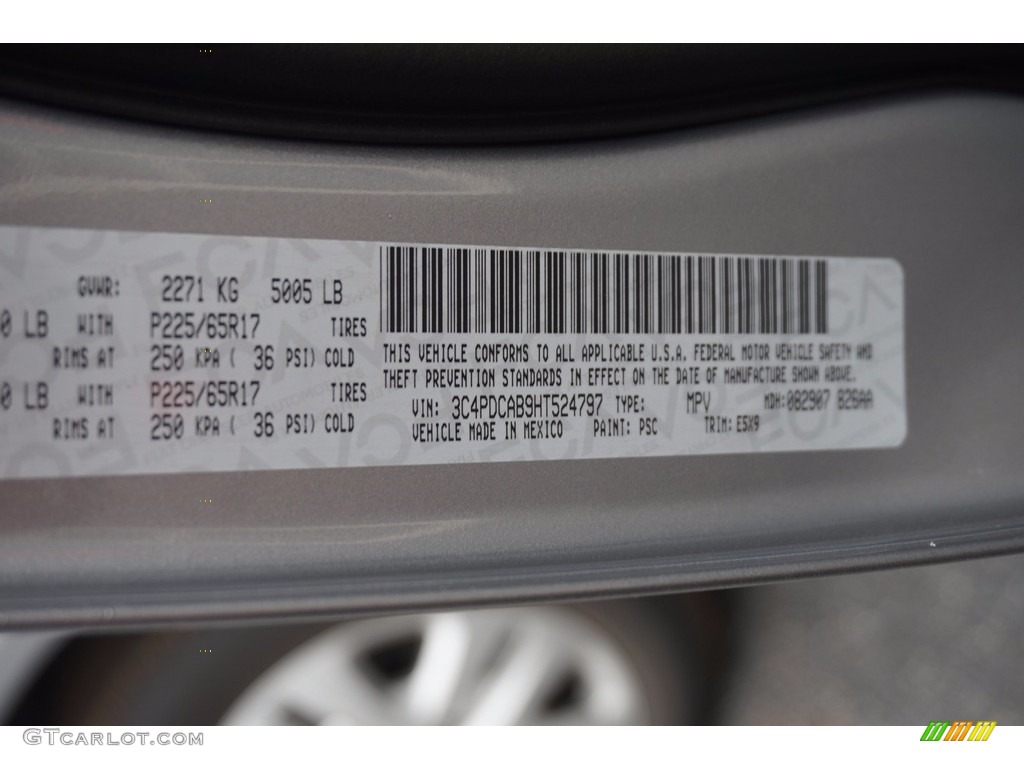 GVWR: 2271 KG 5005 LB
0 LB WITH P225/65R17 TIRES
RIMS AT 250 KPA ( 36 PSI) COLD
0 LB WITH P225/65R17 TIRES
RIMS AT 250 KPA ( 36 PSI) COLD
THIS VEHICLE CONFORMS TO ALL APPLICABLE U.S.A. FEDERAL MOTOR VEHICLE SAFETY AND
THEFT PREVENTION STANDARDS IN EFFECT ON THE DATE OF MANUFACTURE SHOWN ABOVE.
VIN: 3C4PDCAB9HT524797 TYPE: MPV MDH: 082907 826AA
VEHICLE MADE IN MEXICO PAINT: PSC TRIM: E5X9
GTCarlot.com